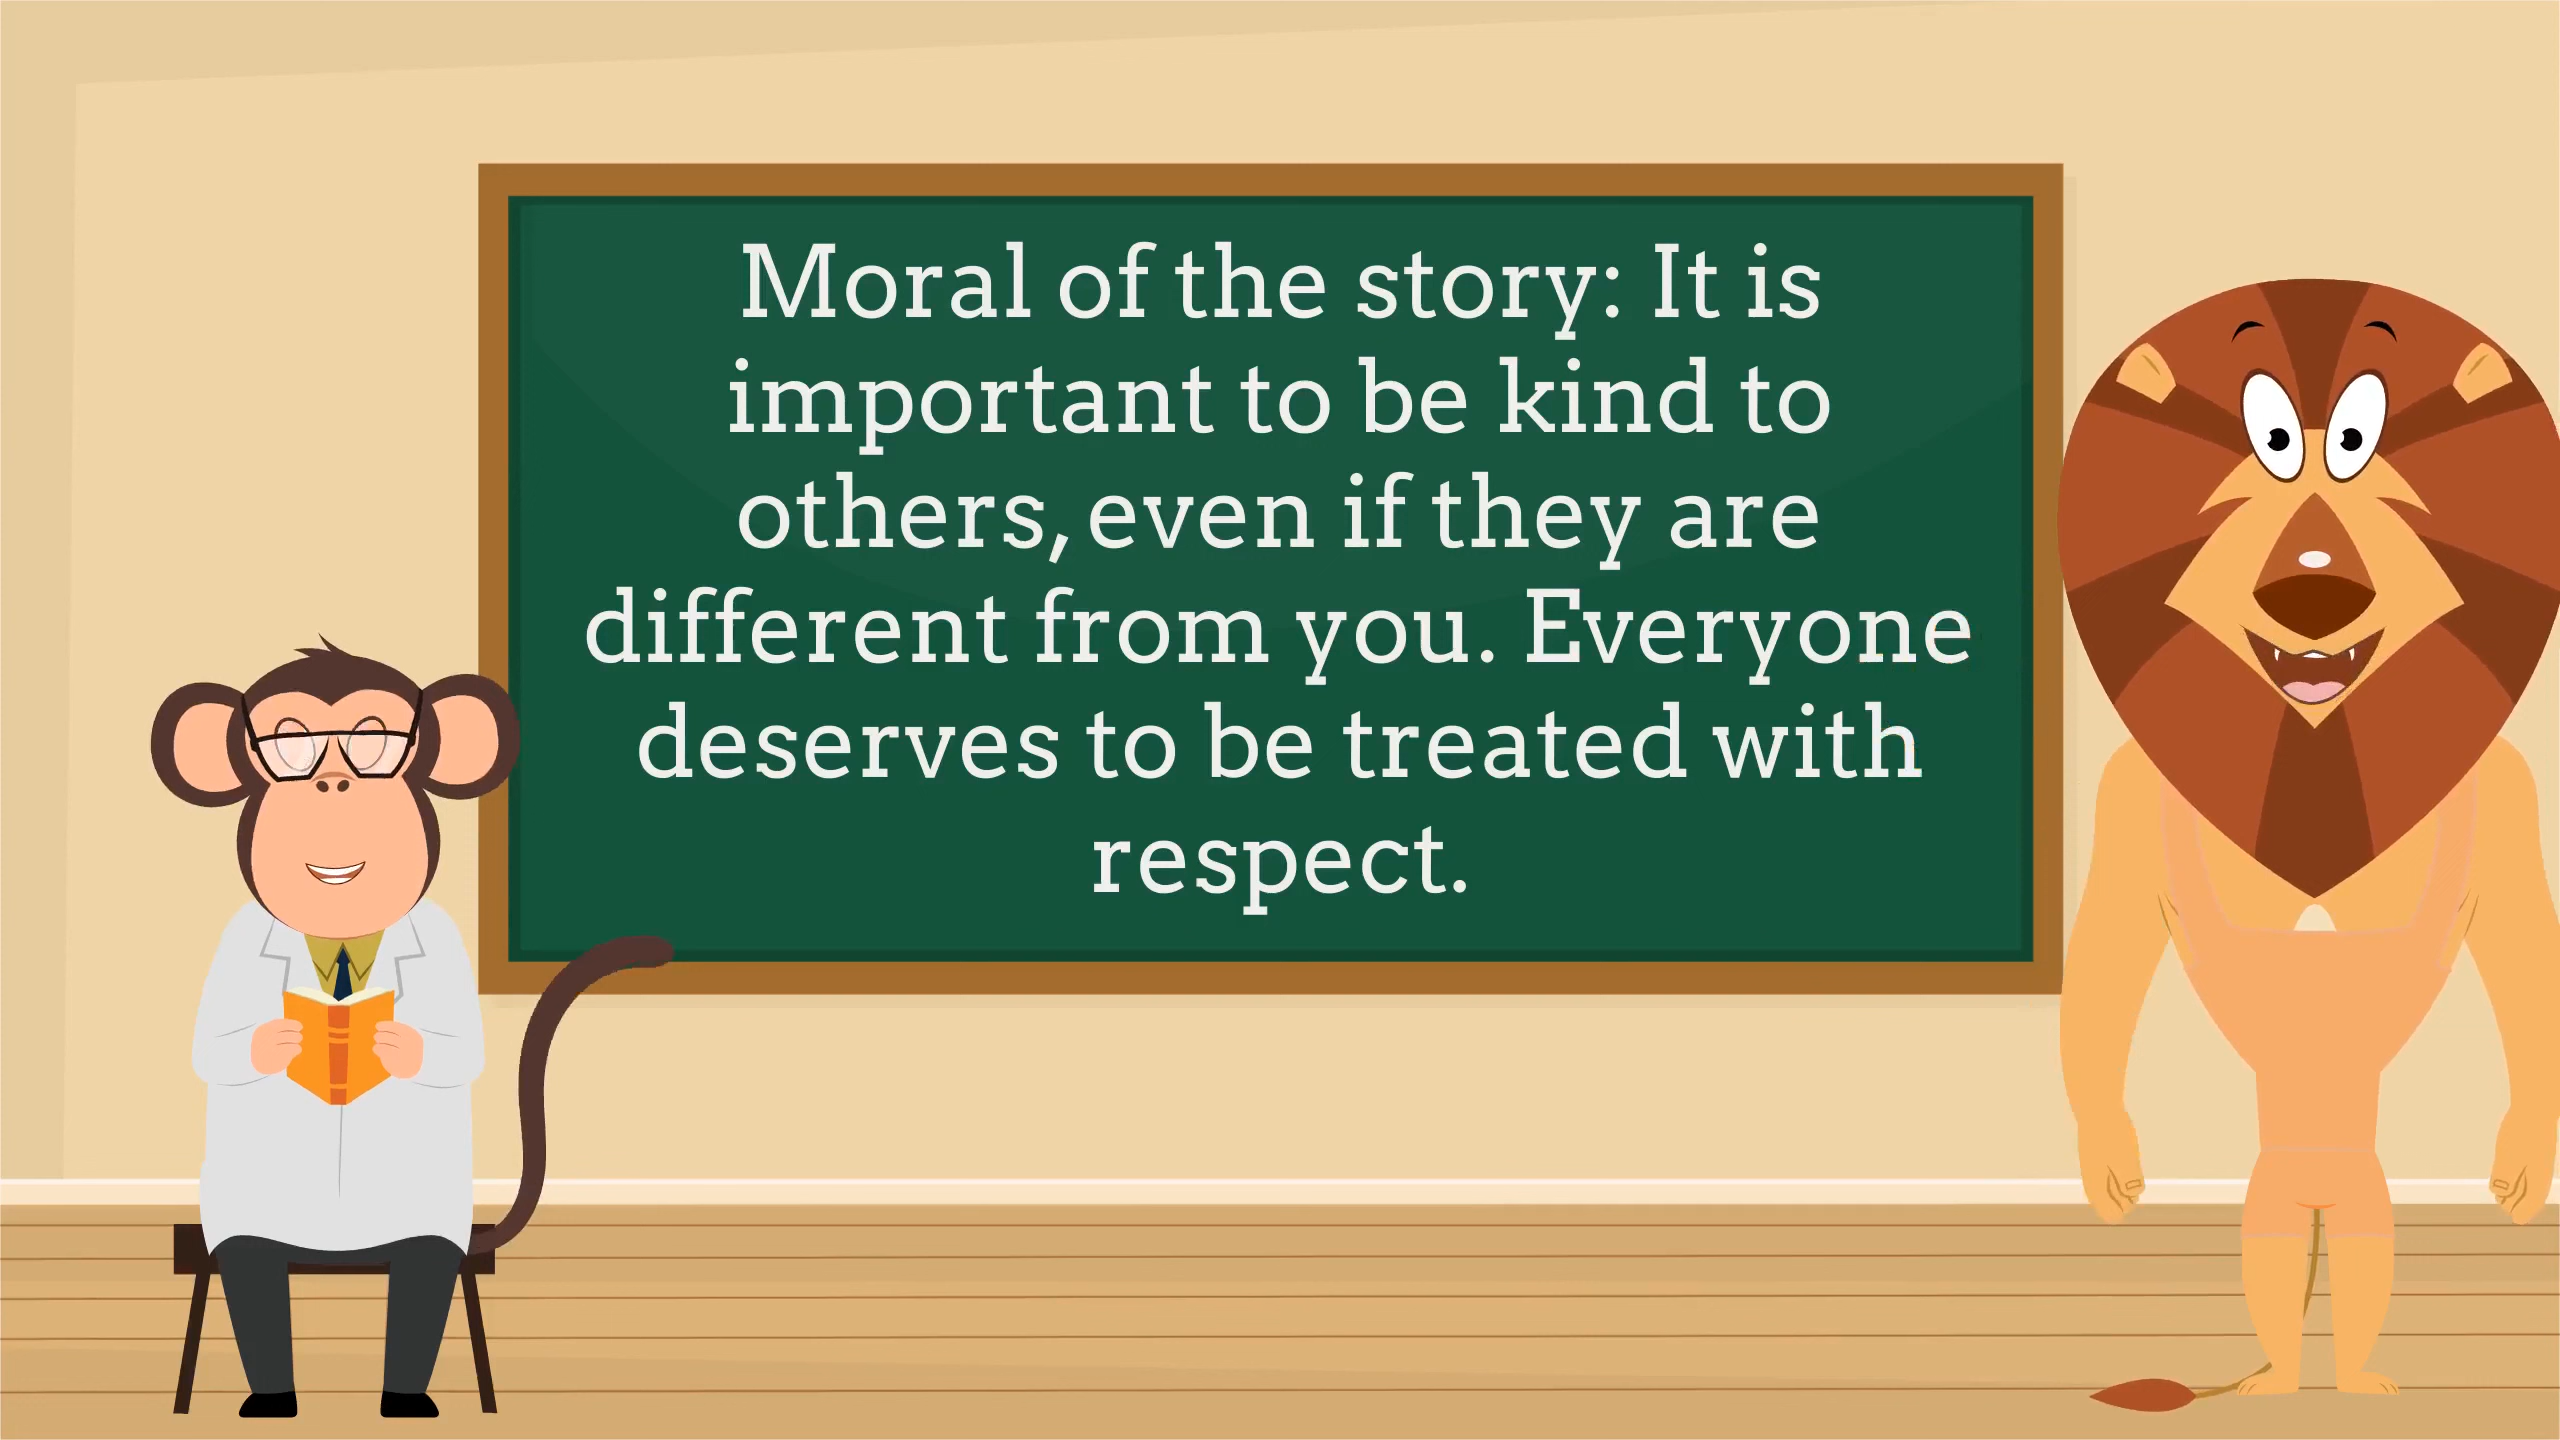 Moral of the story: It is
important to be kind to
others, even if they are
different from you. Everyone
deserves to be treated with
respect.